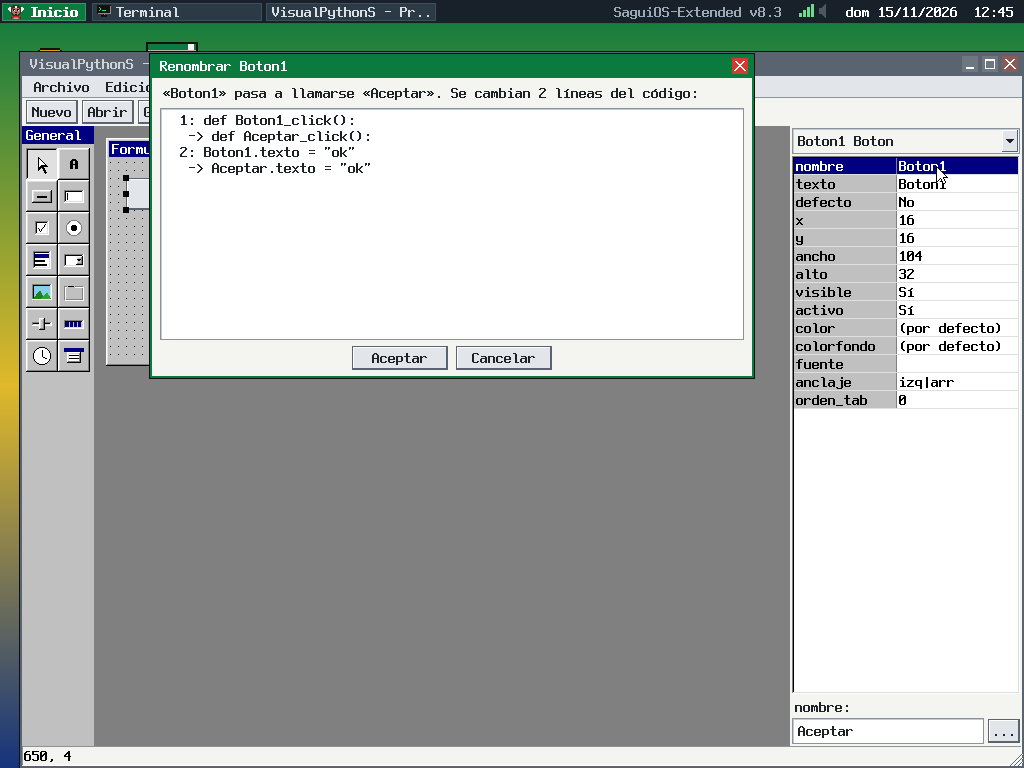 Inicio
Terminal
VisualPythonS - Pr..
SaguiOS-Extended v8.3
dom 15/11/2026
12:45
VisualPythonS -
Archivo
Nuevo
Abrir
General
A
Renombrar Boton1
«Boton1» pasa a llamarse «Aceptar». Se cambian 2 líneas del código:
1: def Boton1_click():
-> def Aceptar_click():
2: Boton1.texto = "ok"
-> Aceptar.texto = "ok"
Aceptar
Cancelar
Boton1 Boton
nombre Boton1
texto Boton1
defecto No
x 16
y 16
ancho 104
alto 32
visible Sí
activo Sí
color (por defecto)
colorfondo (por defecto)
fuente
anclaje izq|arr
orden_tab 0
nombre:
Aceptar
...
650, 4